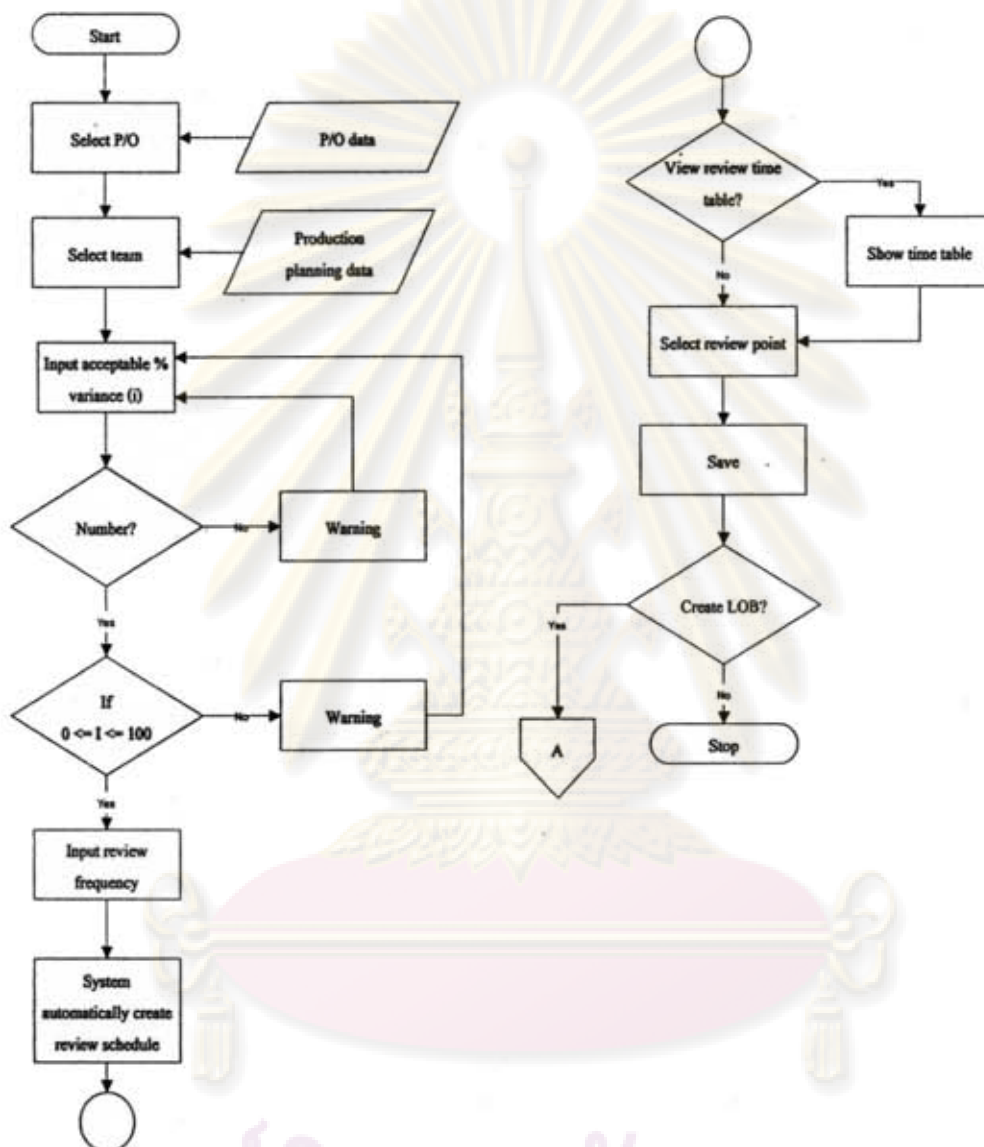 Start
Select P/O
P/O data
Select team
Production
planning data
Input acceptable %
variance (i)
Number?
No
Warning
Yes
If
0 <= I <= 100
No
Warning
Yes
Input review
frequency
System
automatically create
review schedule
View review time
table?
Yes
Show time table
No
Select review point
Save
Create LOB?
Yes
No
A
Stop